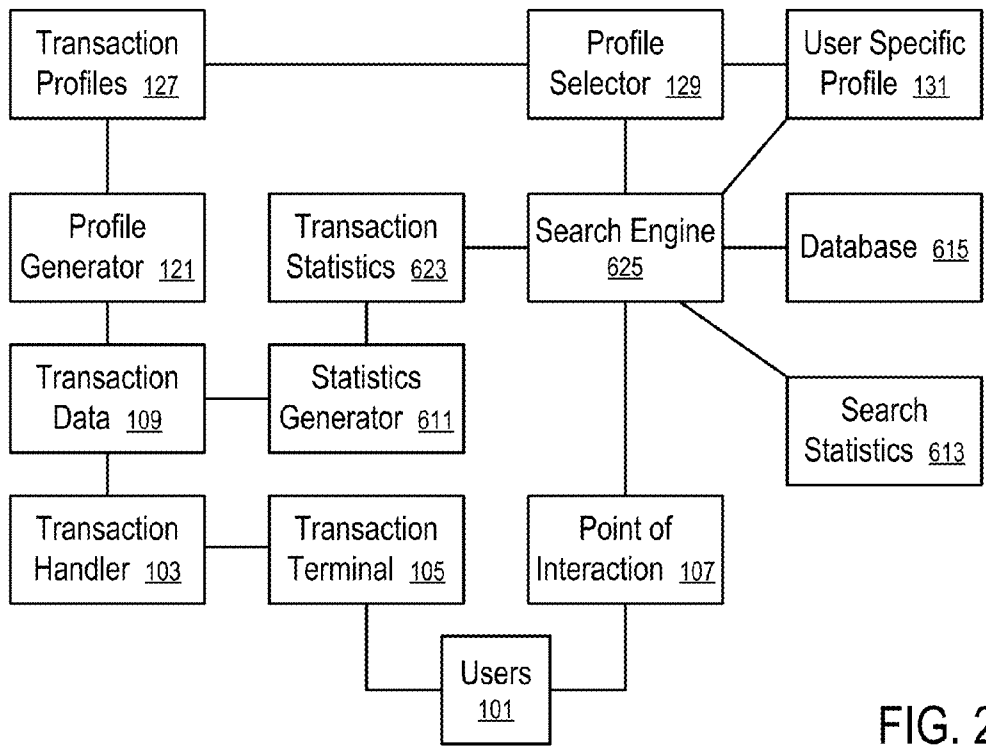 Transaction
Profiles 127
Profile
Selector 129
User Specific
Profile 131
Profile
Generator 121
Transaction
Statistics 623
Search Engine
625
Database 615
Transaction
Data 109
Statistics
Generator 611
Search
Statistics 613
Transaction
Handler 103
Transaction
Terminal 105
Point of
Interaction 107
Users
101
FIG. 2